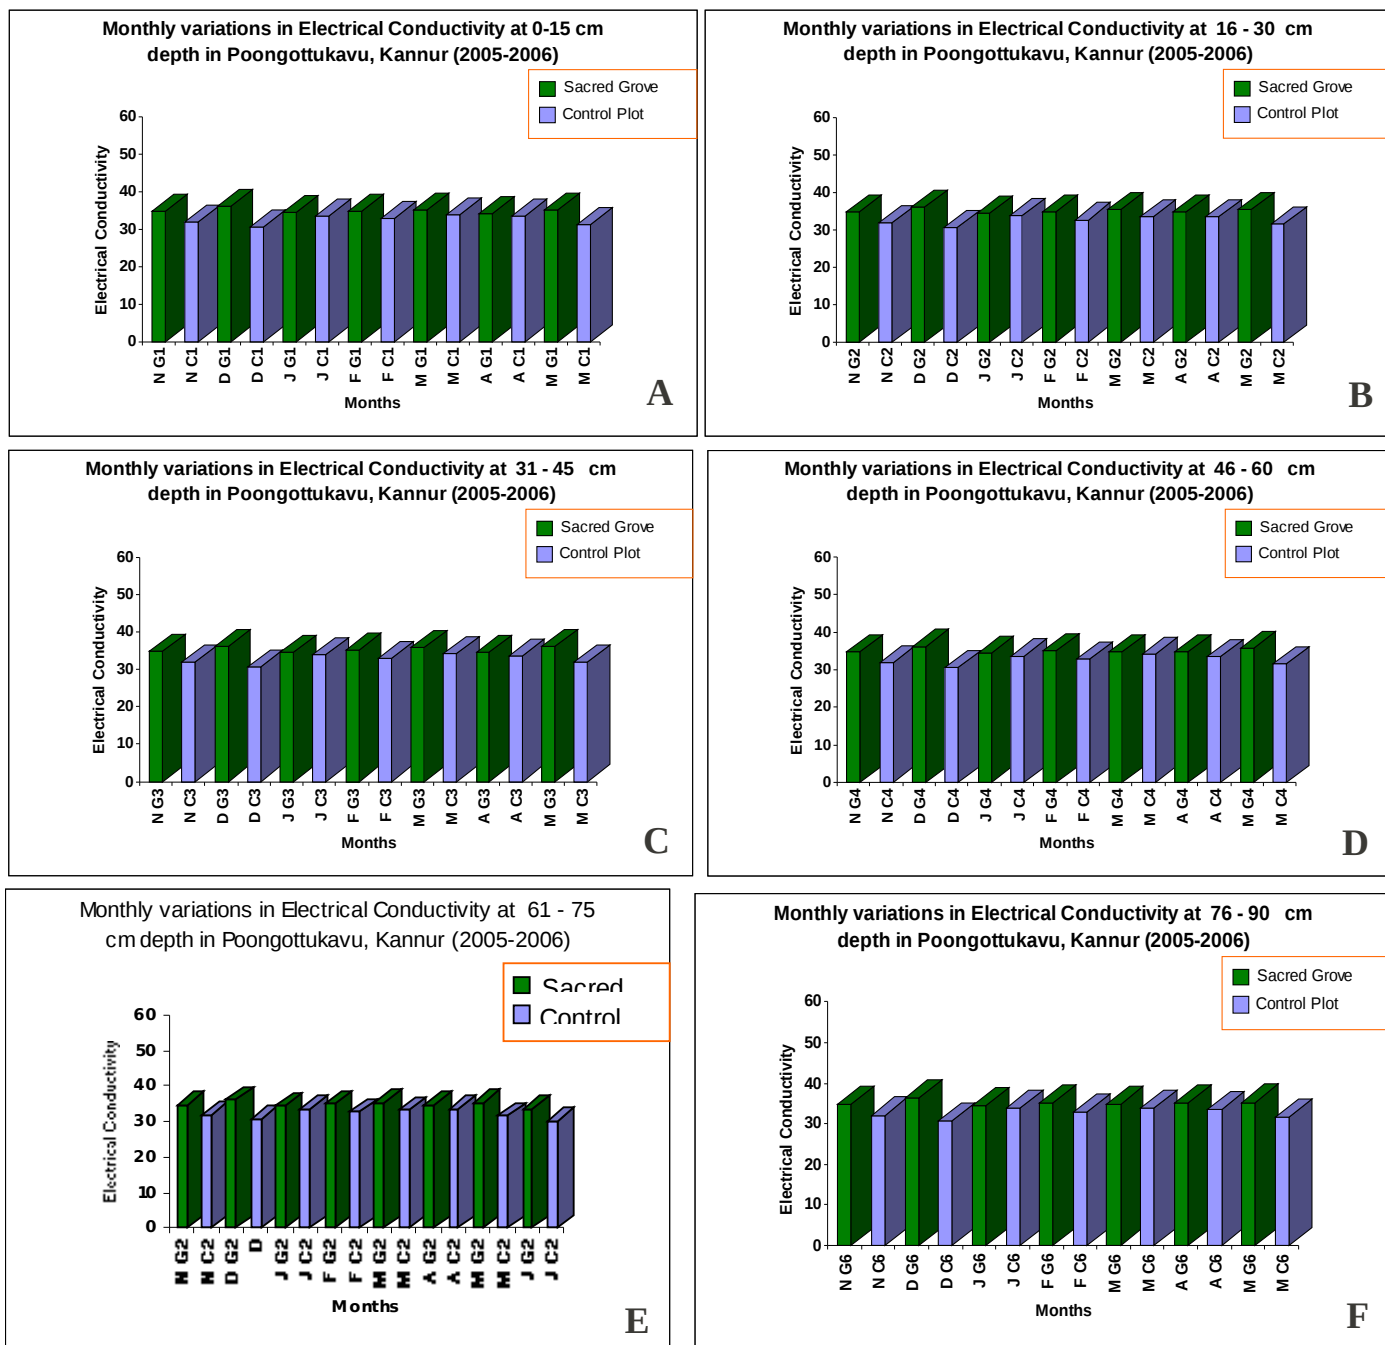 Monthly variations in Electrical Conductivity at 0-15 cm
depth in Poongottukavu, Kannur (2005-2006)
Sacred Grove
Control Plot
60
50
40
30
20
10
0
Electrical Conductivity
N G1
N C1
D G1
D C1
J G1
J C1
F G1
F C1
M G1
M C1
A G1
A C1
M G1
M C1
Months
A
Monthly variations in Electrical Conductivity at 16 - 30 cm
depth in Poongottukavu, Kannur (2005-2006)
Sacred Grove
Control Plot
60
50
40
30
20
10
0
Electrical Conductivity
N G2
N C2
D G2
D C2
J G2
J C2
F G2
F C2
M G2
M C2
A G2
A C2
M G2
M C2
Months
B
Monthly variations in Electrical Conductivity at 31 - 45 cm
depth in Poongottukavu, Kannur (2005-2006)
Sacred Grove
Control Plot
60
50
40
30
20
10
0
Electrical Conductivity
N G3
N C3
D G3
D C3
J G3
J C3
F G3
F C3
M G3
M C3
A G3
A C3
M G3
M C3
Months
C
Monthly variations in Electrical Conductivity at 46 - 60 cm
depth in Poongottukavu, Kannur (2005-2006)
Sacred Grove
Control Plot
60
50
40
30
20
10
0
Electrical Conductivity
N G4
N C4
D G4
D C4
J G4
J C4
F G4
F C4
M G4
M C4
A G4
A C4
M G4
M C4
Months
D
Monthly variations in Electrical Conductivity at 61 - 75
cm depth in Poongottukavu, Kannur (2005-2006)
Sacred
Control
60
50
40
30
20
10
0
Electrical Conductivity
N G2
N C2
D G2
D
J G2
J C2
F G2
F C2
M G2
M C2
A G2
A C2
M G2
M C2
J G2
J C2
Months
E
Monthly variations in Electrical Conductivity at 76 - 90 cm
depth in Poongottukavu, Kannur (2005-2006)
Sacred Grove
Control Plot
60
50
40
30
20
10
0
Electrical Conductivity
N G6
N C6
D G6
D C6
J G6
J C6
F G6
F C6
M G6
M C6
A G6
A C6
M G6
M C6
Months
F